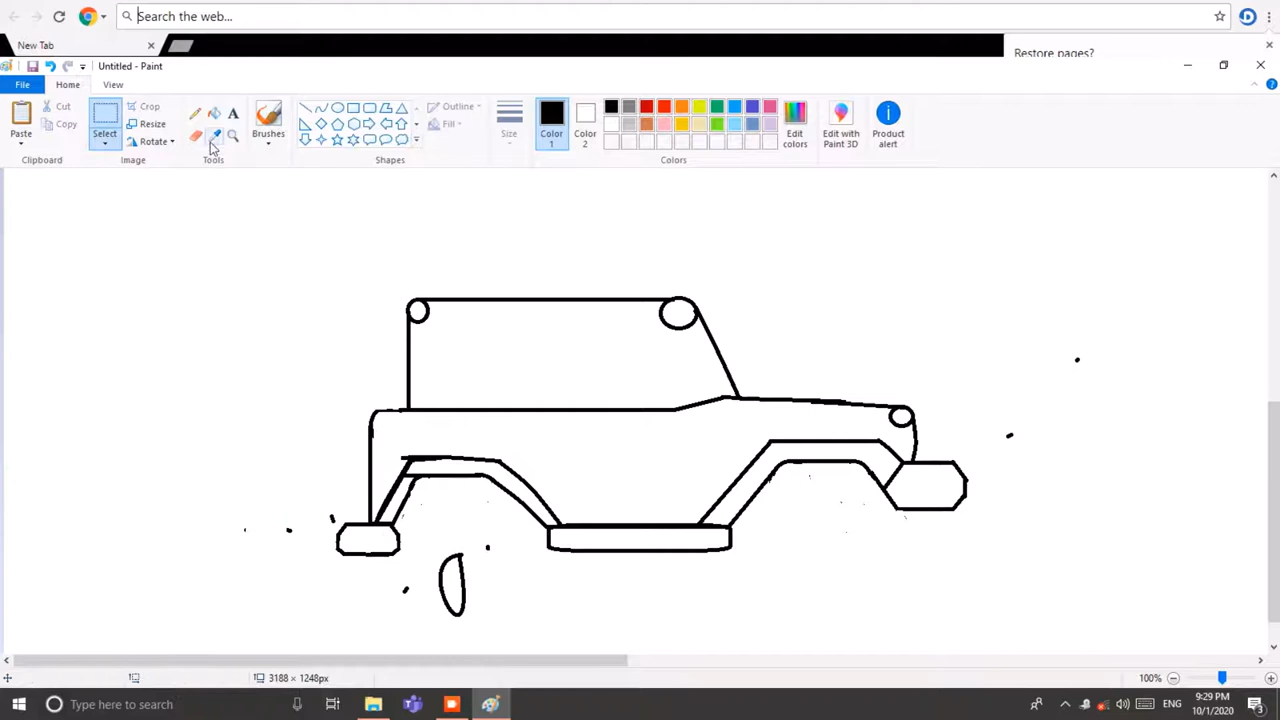 Search the web...
New Tab
Restore pages?
Untitled - Paint
File
Home
View
Paste
Cut
Copy
Clipboard
Select
Crop
Resize
Rotate
Image
Tools
Brushes
Outline
Fill
Shapes
Size
Color 1
Color 2
Edit colors
Colors
Edit with Paint 3D
Product alert
3188 × 1248px
100%
Type here to search
ENG
9:29 PM
10/1/2020
3